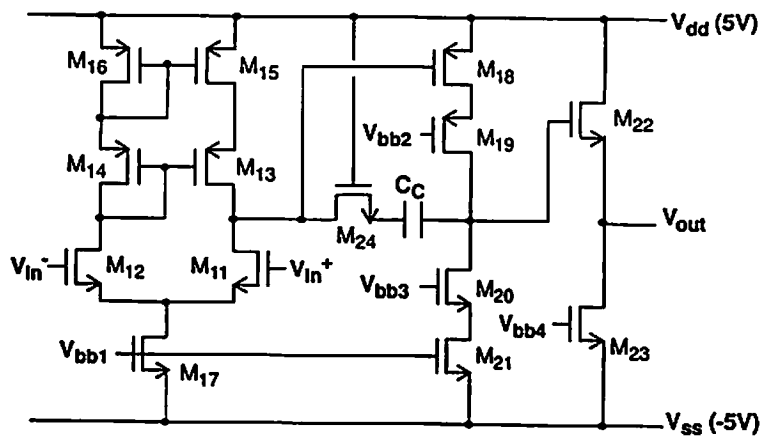 Vdd (5V)
M16
M15
M18
Vbb2
M19
M22
M14
M13
CC
M24
Vout
VIn-
M12
M11
VIn+
Vbb3
M20
Vbb4
Vbb1
M17
M21
M23
Vss (-5V)